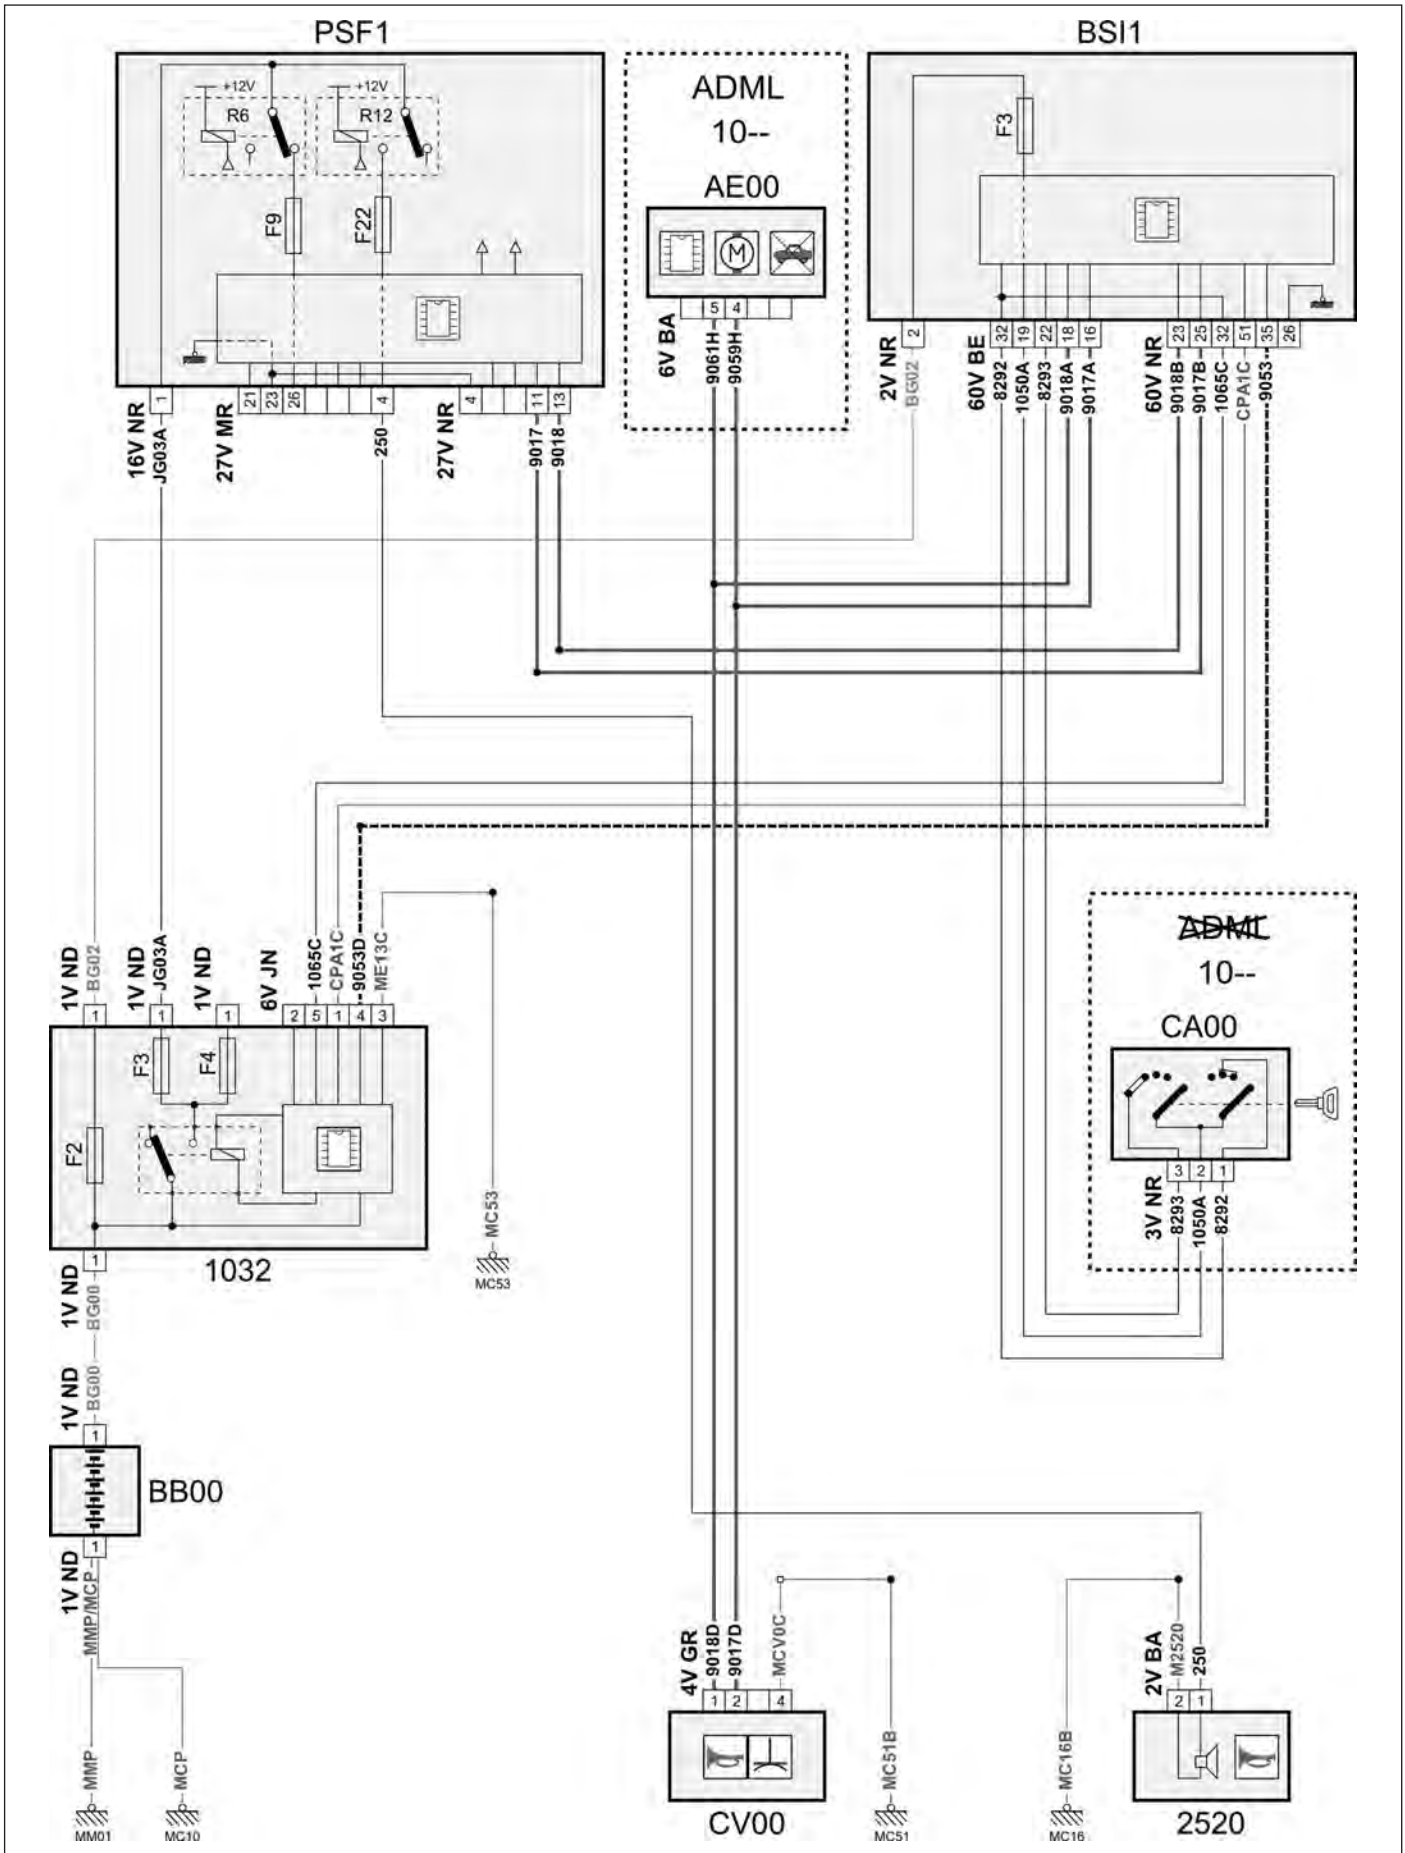 PSF1
BSI1
+12V
+12V
R6
R12
F9
F22
ADML
10--
AE00
M
F3
5 4
6V BA
9061H
9059H
1
16V NR
JG03A
21 23 26 4
27V MR
250
4 11 13
27V NR
9017
9018
2
2V NR
BG02
32 19 22 18 16
60V BE
8292
1050A
8293
9018A
9017A
23 25 32 51 35 26
60V NR
9018B
9017B
1065C
CPA1C
9053
1V ND
BG02
1V ND
JG03A
1V ND
6V JN
1065C
CPA1C
9053D
ME13C
1
1
1
2 5 1 4 3
F3
F4
F2
1032
1
1V ND
BG00
1V ND
BG00
1
BB00
1
1V ND
MMP/MCP
MMP
MM01
MCP
MC10
MC53
MC53
ADML
10--
CA00
3 2 1
3V NR
8293
1050A
8292
4V GR
9018D
9017D
MCV0C
1 2 4
CV00
MC51B
MC51
MC16B
MC16
2V BA
M2520
250
2 1
2520